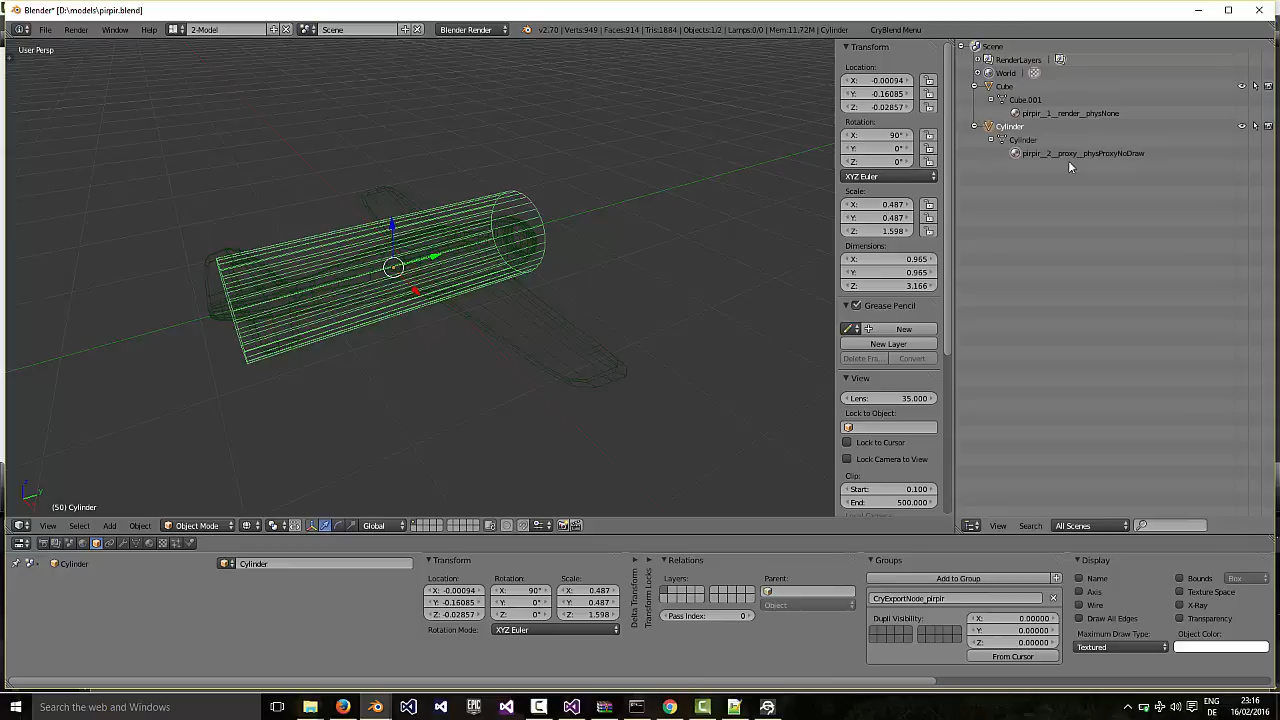 Blender* [D:\models\pirpir.blend]
File Render Window Help 2-Model Scene Blender Render v2.70 | Verts:949 | Faces:914 | Tris:1884 | Objects:1/2 | Lamps:0/0 | Mem:11.72M | Cylinder CryBlend Menu
User Persp
(50) Cylinder
View Select Add Object Object Mode Global
Transform
Location:
X: -0.00094
Y: -0.16085
Z: -0.02857
Rotation:
X: 90°
Y: 0°
Z: 0°
XYZ Euler
Scale:
X: 0.487
Y: 0.487
Z: 1.598
Dimensions:
X: 0.965
Y: 0.965
Z: 3.166
Grease Pencil
New
New Layer
Delete Fra... Convert
View
Lens: 35.000
Lock to Object:
Lock to Cursor
Lock Camera to View
Clip:
Start: 0.100
End: 500.000
Scene
RenderLayers |
World |
Cube
Cube.001
pirpir__1__render__physNone
Cylinder
Cylinder
pirpir__2__proxy__physProxyNoDraw
View Search All Scenes
Cylinder
Cylinder
Transform
Location: Rotation: Scale:
X: -0.00094 X: 90° X: 0.487
Y: -0.16085 Y: 0° Y: 0.487
Z: -0.02857 Z: 0° Z: 1.598
Rotation Mode: XYZ Euler
Delta Transform
Transform Locks
Relations
Layers: Parent:
Object
Pass Index: 0
Groups
Add to Group
CryExportNode_pirpir
Dupli Visibility:
X: 0.00000
Y: 0.00000
Z: 0.00000
From Cursor
Display
Name Bounds Box
Axis Texture Space
Wire X-Ray
Draw All Edges Transparency
Maximum Draw Type: Object Color:
Textured
Search the web and Windows
ENG 23:16
DE 16/02/2016